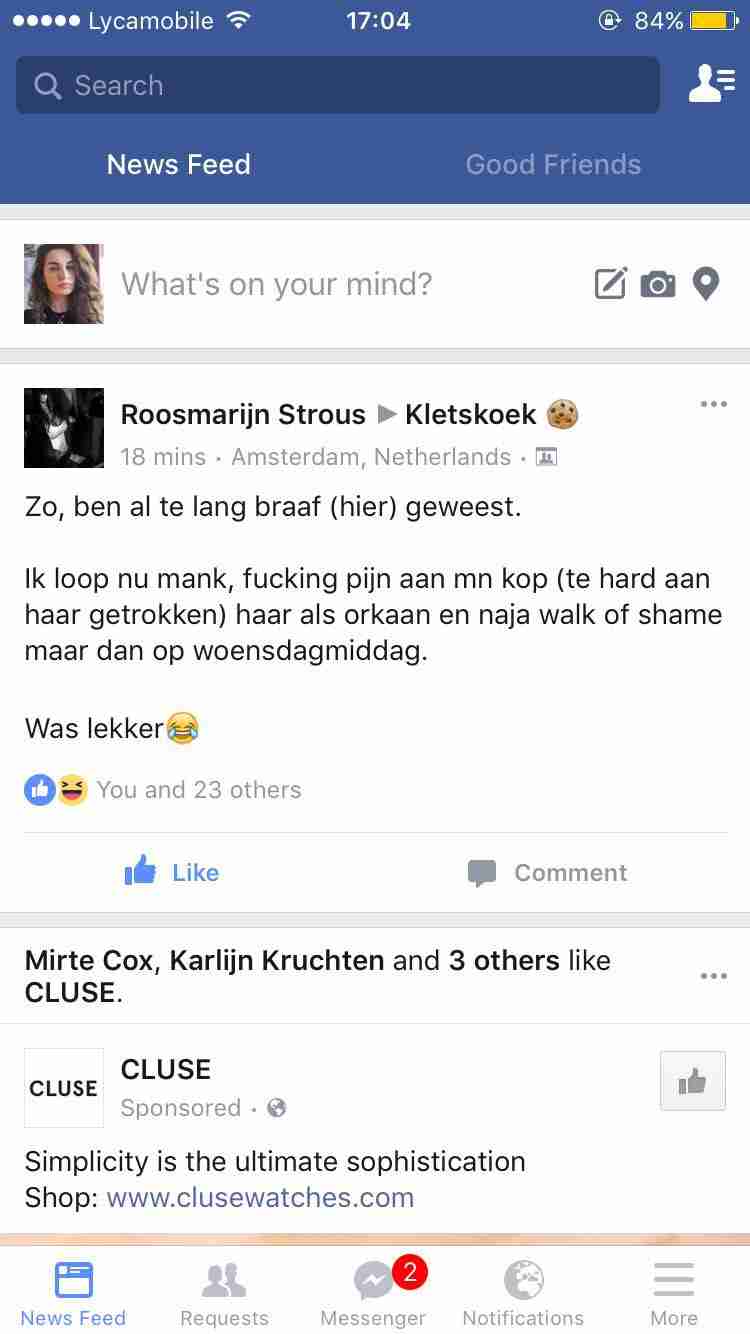 Lycamobile 17:04 84%
Search
News Feed Good Friends
What's on your mind?
Roosmarijn Strous ▶ Kletskoek 🍪
18 mins · Amsterdam, Netherlands ·
Zo, ben al te lang braaf (hier) geweest.
Ik loop nu mank, fucking pijn aan mn kop (te hard aan
haar getrokken) haar als orkaan en naja walk of shame
maar dan op woensdagmiddag.
Was lekker😂
You and 23 others
Like Comment
Mirte Cox, Karlijn Kruchten and 3 others like
CLUSE.
CLUSE
CLUSE
Sponsored ·
Simplicity is the ultimate sophistication
Shop: www.clusewatches.com
2
News Feed Requests Messenger Notifications More